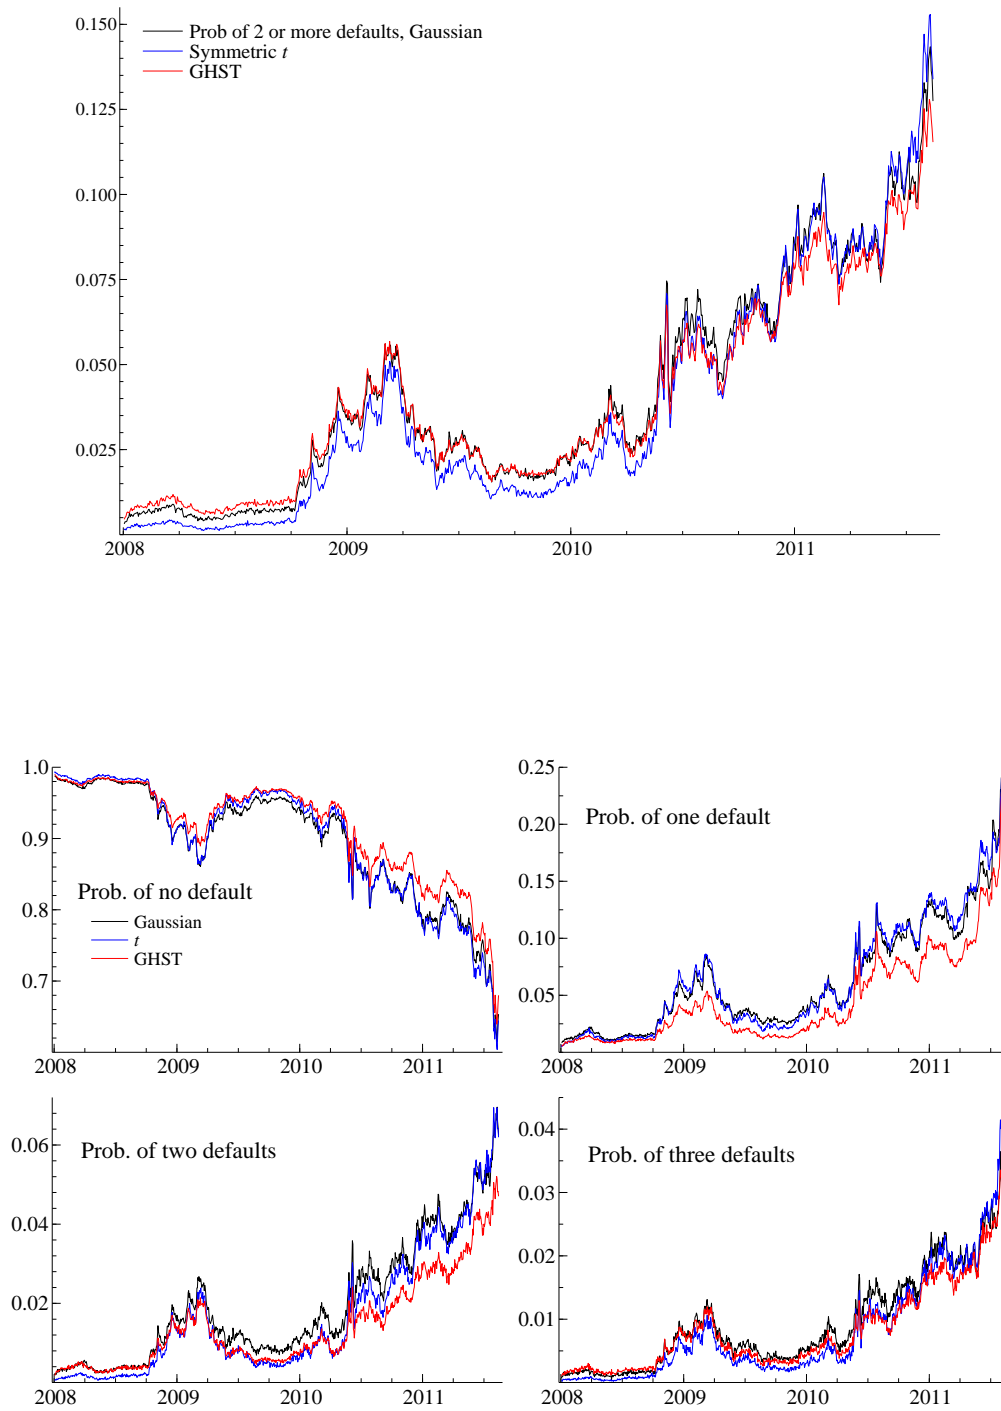 0.150
Prob of 2 or more defaults, Gaussian
Symmetric t
GHST
0.125
0.100
0.075
0.050
0.025
2008 2009 2010 2011
1.0
0.9
0.8
0.7
Prob. of no default
Gaussian
t
GHST
2008 2009 2010 2011
0.25
0.20
0.15
0.10
0.05
Prob. of one default
2008 2009 2010 2011
0.06
0.04
0.02
Prob. of two defaults
2008 2009 2010 2011
0.04
0.03
0.02
0.01
Prob. of three defaults
2008 2009 2010 2011